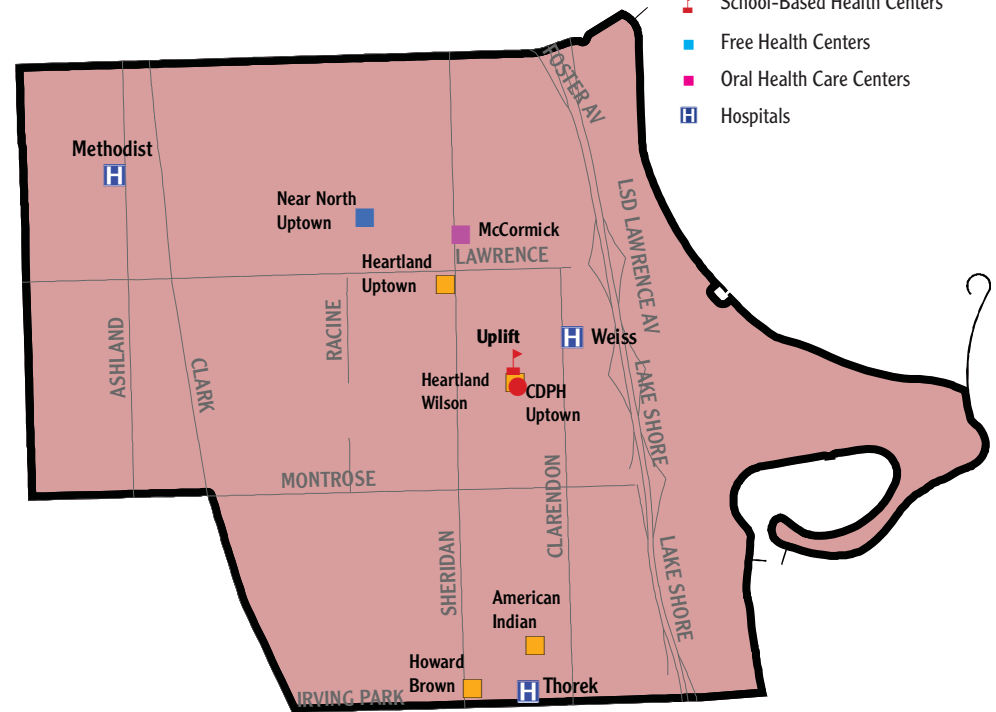 School-Based Health Centers
Free Health Centers
Oral Health Care Centers
H Hospitals
FOSTER AV
Methodist
H
Near North
Uptown
McCormick
LSD LAWRENCE AV
LAWRENCE
Heartland
Uptown
RACINE
ASHLAND
CLARK
Uplift
H Weiss
Heartland
Wilson
CDPH
Uptown
LAKE SHORE
MONTROSE
CLARENDON
SHERIDAN
LAKE SHORE
American
Indian
Howard
Brown
H Thorek
IRVING PARK